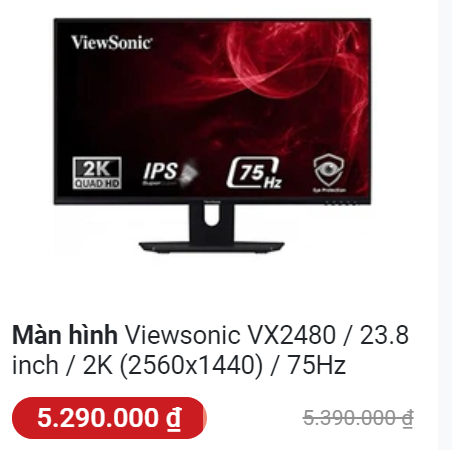 ViewSonic
2K
QUAD HD
IPS
75
Hz
Eye Protection
Màn hình Viewsonic VX2480 / 23.8
inch / 2K (2560x1440) / 75Hz
5.290.000 ₫
5.390.000 ₫